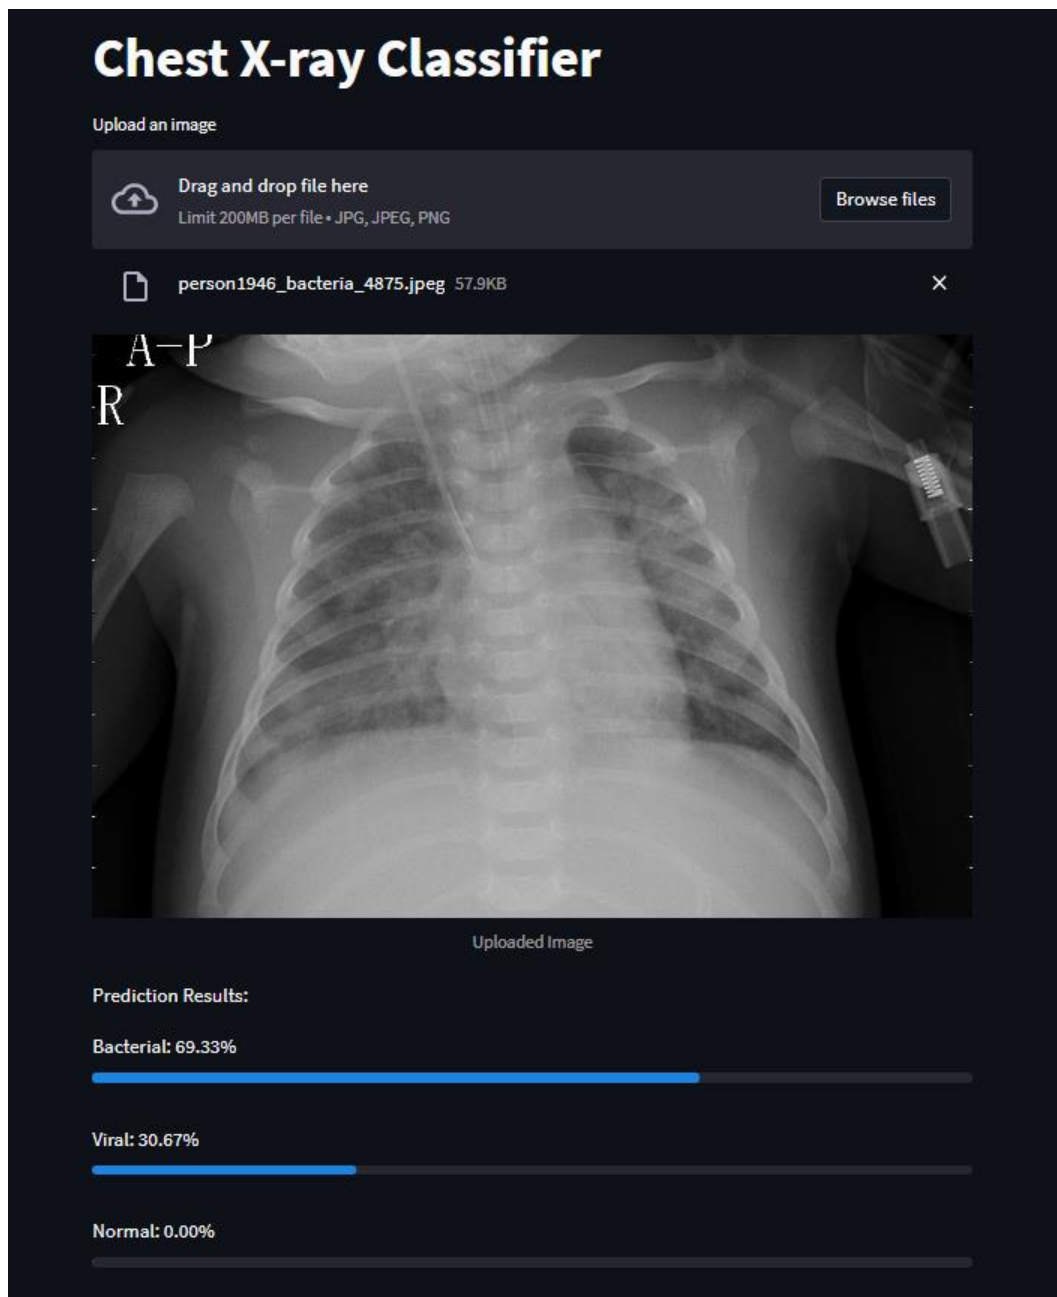 Chest X-ray Classifier
Upload an image
Drag and drop file here
Limit 200MB per file • JPG, JPEG, PNG
Browse files
person1946_bacteria_4875.jpeg 57.9KB
A-P
R
Uploaded Image
Prediction Results:
Bacterial: 69.33%
Viral: 30.67%
Normal: 0.00%